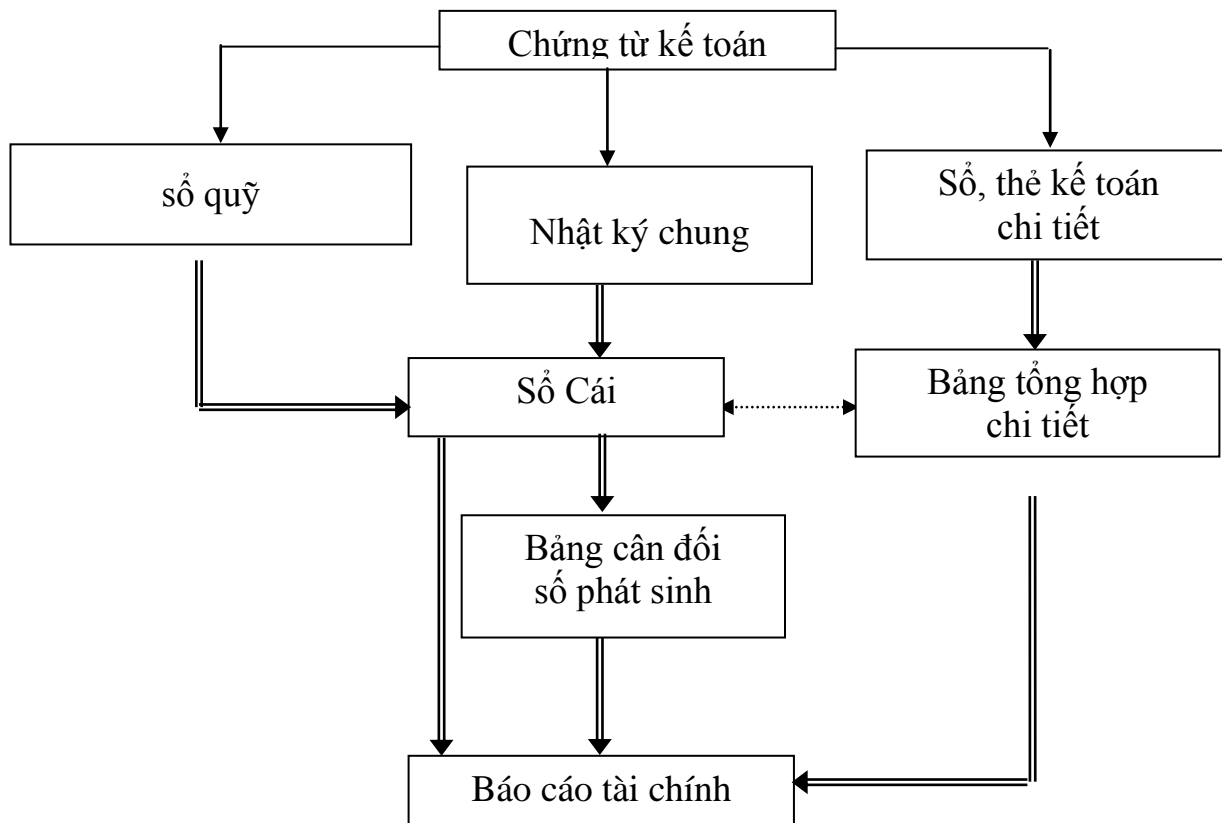 Chứng từ kế toán
sổ quỹ
Nhật ký chung
Sổ, thẻ kế toán
chi tiết
Sổ Cái
Bảng tổng hợp
chi tiết
Bảng cân đối
số phát sinh
Báo cáo tài chính